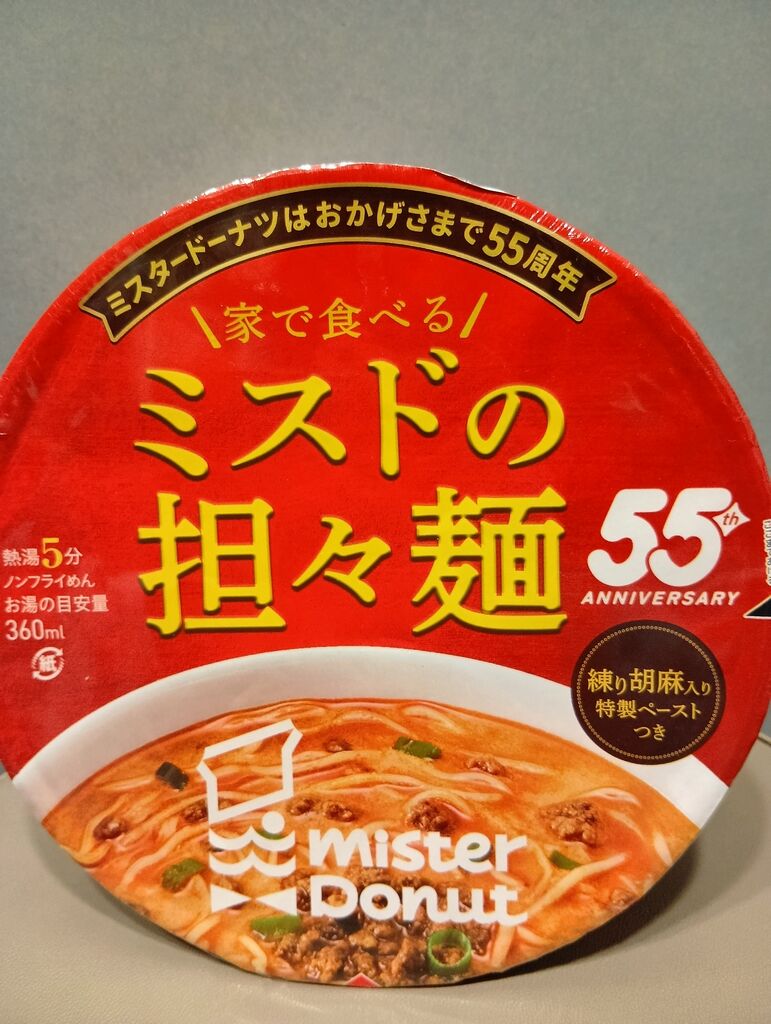 ミスタードーナツはおかげさまで55周年
家で食べる
ミスドの
担々麺
熱湯5分
ノンフライめん
お湯の目安量
360ml
紙
55th
ANNIVERSARY
練り胡麻入り
特製ペースト
つき
mister
Donut